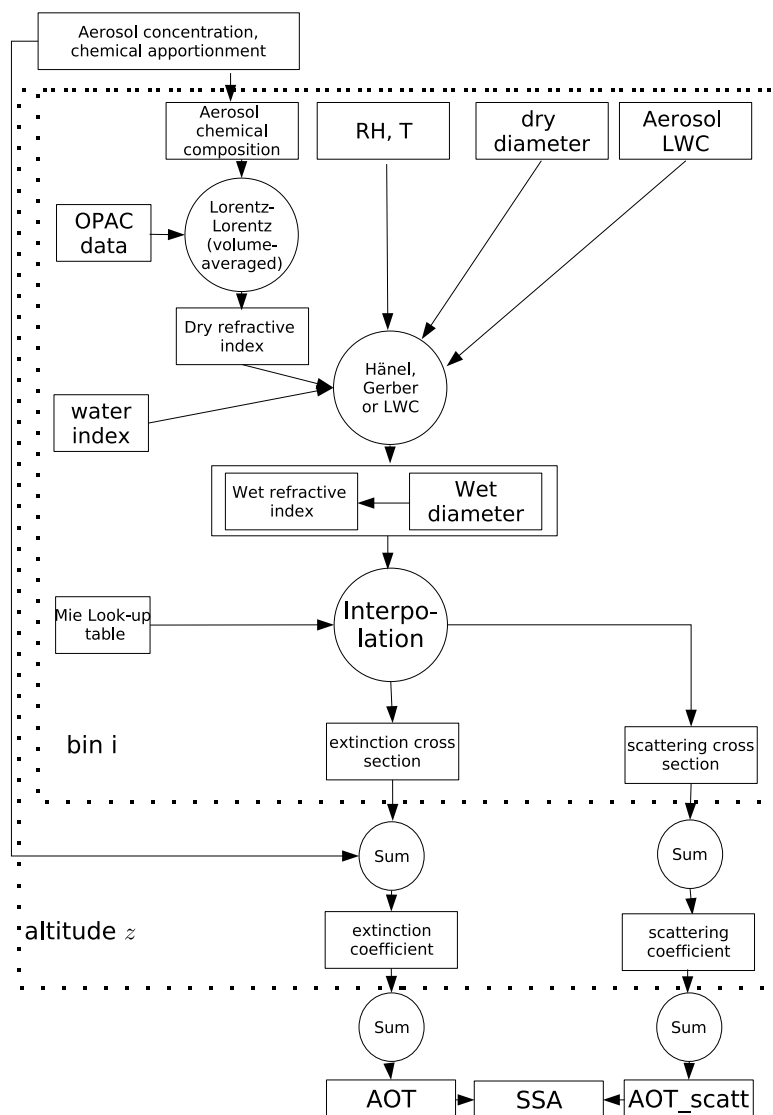 Aerosol concentration,
chemical apportionment
Aerosol
chemical
composition
RH, T
dry
diameter
Aerosol
LWC
OPAC
data
Lorentz-
Lorentz
(volume-
averaged)
Dry refractive
index
Hänel,
Gerber
or LWC
water
index
Wet refractive
index
Wet
diameter
Mie Look-up
table
Interpo-
lation
bin i
extinction cross
section
scattering cross
section
Sum
Sum
altitude z
extinction
coefficient
scattering
coefficient
Sum
Sum
AOT
SSA
AOT_scatt